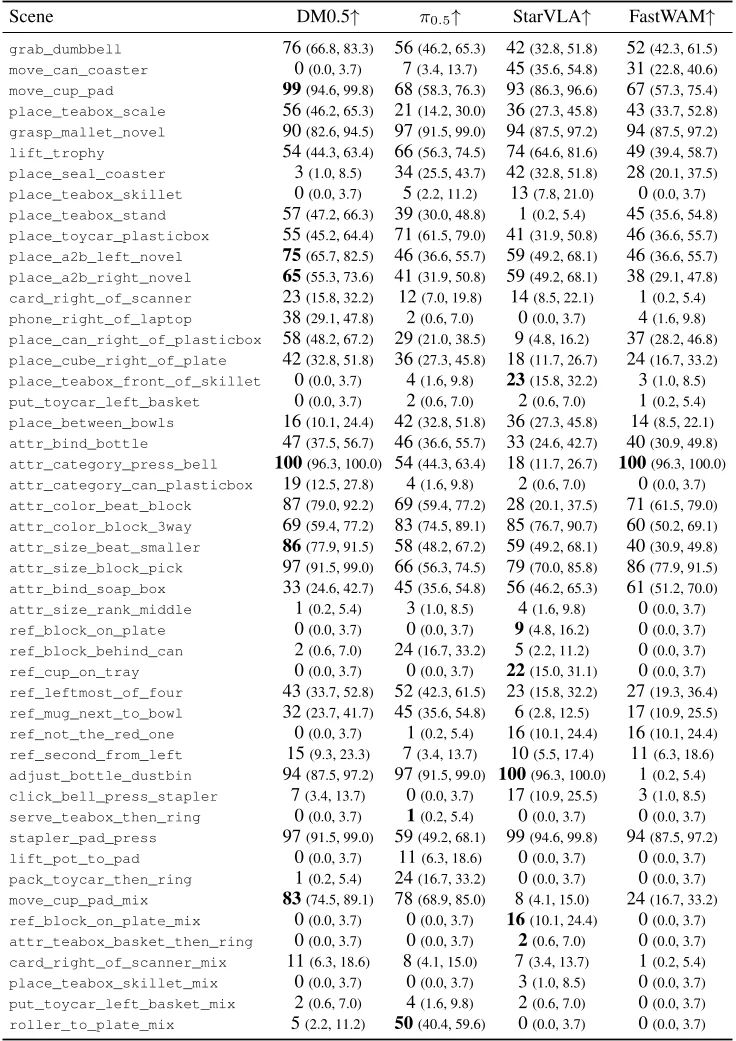 Scene DM0.5↑ π0.5↑ StarVLA↑ FastWAM↑
grab_dumbbell 76 (66.8, 83.3) 56 (46.2, 65.3) 42 (32.8, 51.8) 52 (42.3, 61.5)
move_can_coaster 0 (0.0, 3.7) 7 (3.4, 13.7) 45 (35.6, 54.8) 31 (22.8, 40.6)
move_cup_pad 99 (94.6, 99.8) 68 (58.3, 76.3) 93 (86.3, 96.6) 67 (57.3, 75.4)
place_teabox_scale 56 (46.2, 65.3) 21 (14.2, 30.0) 36 (27.3, 45.8) 43 (33.7, 52.8)
grasp_mallet_novel 90 (82.6, 94.5) 97 (91.5, 99.0) 94 (87.5, 97.2) 94 (87.5, 97.2)
lift_trophy 54 (44.3, 63.4) 66 (56.3, 74.5) 74 (64.6, 81.6) 49 (39.4, 58.7)
place_seal_coaster 3 (1.0, 8.5) 34 (25.5, 43.7) 42 (32.8, 51.8) 28 (20.1, 37.5)
place_teabox_skillet 0 (0.0, 3.7) 5 (2.2, 11.2) 13 (7.8, 21.0) 0 (0.0, 3.7)
place_teabox_stand 57 (47.2, 66.3) 39 (30.0, 48.8) 1 (0.2, 5.4) 45 (35.6, 54.8)
place_toycar_plasticbox 55 (45.2, 64.4) 71 (61.5, 79.0) 41 (31.9, 50.8) 46 (36.6, 55.7)
place_a2b_left_novel 75 (65.7, 82.5) 46 (36.6, 55.7) 59 (49.2, 68.1) 46 (36.6, 55.7)
place_a2b_right_novel 65 (55.3, 73.6) 41 (31.9, 50.8) 59 (49.2, 68.1) 38 (29.1, 47.8)
card_right_of_scanner 23 (15.8, 32.2) 12 (7.0, 19.8) 14 (8.5, 22.1) 1 (0.2, 5.4)
phone_right_of_laptop 38 (29.1, 47.8) 2 (0.6, 7.0) 0 (0.0, 3.7) 4 (1.6, 9.8)
place_can_right_of_plasticbox 58 (48.2, 67.2) 29 (21.0, 38.5) 9 (4.8, 16.2) 37 (28.2, 46.8)
place_cube_right_of_plate 42 (32.8, 51.8) 36 (27.3, 45.8) 18 (11.7, 26.7) 24 (16.7, 33.2)
place_teabox_front_of_skillet 0 (0.0, 3.7) 4 (1.6, 9.8) 23 (15.8, 32.2) 3 (1.0, 8.5)
put_toycar_left_basket 0 (0.0, 3.7) 2 (0.6, 7.0) 2 (0.6, 7.0) 1 (0.2, 5.4)
place_between_bowls 16 (10.1, 24.4) 42 (32.8, 51.8) 36 (27.3, 45.8) 14 (8.5, 22.1)
attr_bind_bottle 47 (37.5, 56.7) 46 (36.6, 55.7) 33 (24.6, 42.7) 40 (30.9, 49.8)
attr_category_press_bell 100 (96.3, 100.0) 54 (44.3, 63.4) 18 (11.7, 26.7) 100 (96.3, 100.0)
attr_category_can_plasticbox 19 (12.5, 27.8) 4 (1.6, 9.8) 2 (0.6, 7.0) 0 (0.0, 3.7)
attr_color_beat_block 87 (79.0, 92.2) 69 (59.4, 77.2) 28 (20.1, 37.5) 71 (61.5, 79.0)
attr_color_block_3way 69 (59.4, 77.2) 83 (74.5, 89.1) 85 (76.7, 90.7) 60 (50.2, 69.1)
attr_size_beat_smaller 86 (77.9, 91.5) 58 (48.2, 67.2) 59 (49.2, 68.1) 40 (30.9, 49.8)
attr_size_block_pick 97 (91.5, 99.0) 66 (56.3, 74.5) 79 (70.0, 85.8) 86 (77.9, 91.5)
attr_bind_soap_box 33 (24.6, 42.7) 45 (35.6, 54.8) 56 (46.2, 65.3) 61 (51.2, 70.0)
attr_size_rank_middle 1 (0.2, 5.4) 3 (1.0, 8.5) 4 (1.6, 9.8) 0 (0.0, 3.7)
ref_block_on_plate 0 (0.0, 3.7) 0 (0.0, 3.7) 9 (4.8, 16.2) 0 (0.0, 3.7)
ref_block_behind_can 2 (0.6, 7.0) 24 (16.7, 33.2) 5 (2.2, 11.2) 0 (0.0, 3.7)
ref_cup_on_tray 0 (0.0, 3.7) 0 (0.0, 3.7) 22 (15.0, 31.1) 0 (0.0, 3.7)
ref_leftmost_of_four 43 (33.7, 52.8) 52 (42.3, 61.5) 23 (15.8, 32.2) 27 (19.3, 36.4)
ref_mug_next_to_bowl 32 (23.7, 41.7) 45 (35.6, 54.8) 6 (2.8, 12.5) 17 (10.9, 25.5)
ref_not_the_red_one 0 (0.0, 3.7) 1 (0.2, 5.4) 16 (10.1, 24.4) 16 (10.1, 24.4)
ref_second_from_left 15 (9.3, 23.3) 7 (3.4, 13.7) 10 (5.5, 17.4) 11 (6.3, 18.6)
adjust_bottle_dustbin 94 (87.5, 97.2) 97 (91.5, 99.0) 100 (96.3, 100.0) 1 (0.2, 5.4)
click_bell_press_stapler 7 (3.4, 13.7) 0 (0.0, 3.7) 17 (10.9, 25.5) 3 (1.0, 8.5)
serve_teabox_then_ring 0 (0.0, 3.7) 1 (0.2, 5.4) 0 (0.0, 3.7) 0 (0.0, 3.7)
stapler_pad_press 97 (91.5, 99.0) 59 (49.2, 68.1) 99 (94.6, 99.8) 94 (87.5, 97.2)
lift_pot_to_pad 0 (0.0, 3.7) 11 (6.3, 18.6) 0 (0.0, 3.7) 0 (0.0, 3.7)
pack_toycar_then_ring 1 (0.2, 5.4) 24 (16.7, 33.2) 0 (0.0, 3.7) 0 (0.0, 3.7)
move_cup_pad_mix 83 (74.5, 89.1) 78 (68.9, 85.0) 8 (4.1, 15.0) 24 (16.7, 33.2)
ref_block_on_plate_mix 0 (0.0, 3.7) 0 (0.0, 3.7) 16 (10.1, 24.4) 0 (0.0, 3.7)
attr_teabox_basket_then_ring 0 (0.0, 3.7) 0 (0.0, 3.7) 2 (0.6, 7.0) 0 (0.0, 3.7)
card_right_of_scanner_mix 11 (6.3, 18.6) 8 (4.1, 15.0) 7 (3.4, 13.7) 1 (0.2, 5.4)
place_teabox_skillet_mix 0 (0.0, 3.7) 0 (0.0, 3.7) 3 (1.0, 8.5) 0 (0.0, 3.7)
put_toycar_left_basket_mix 2 (0.6, 7.0) 4 (1.6, 9.8) 2 (0.6, 7.0) 0 (0.0, 3.7)
roller_to_plate_mix 5 (2.2, 11.2) 50 (40.4, 59.6) 0 (0.0, 3.7) 0 (0.0, 3.7)